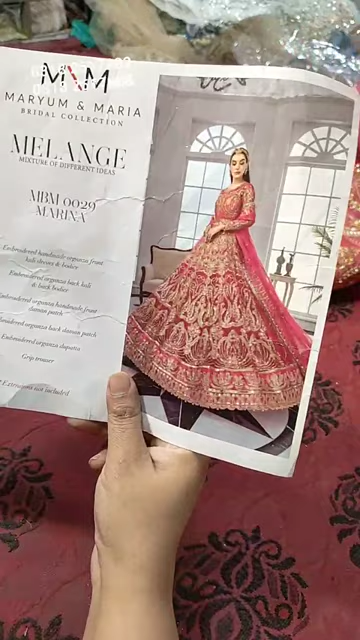 MXM
MARYUM & MARIA
BRIDAL COLLECTION
MELANGE
MIXTURE OF DIFFERENT IDEAS
MBM 0029
MARINA
Embroidered handmade organza front
kali sleeves & bodice
Embroidered organza back kali
& back bodice
Embroidered organza handmade front
daman patch
Embroidered organza back daman patch
Embroidered organza dupatta
Grip trouser
* Extensions not included